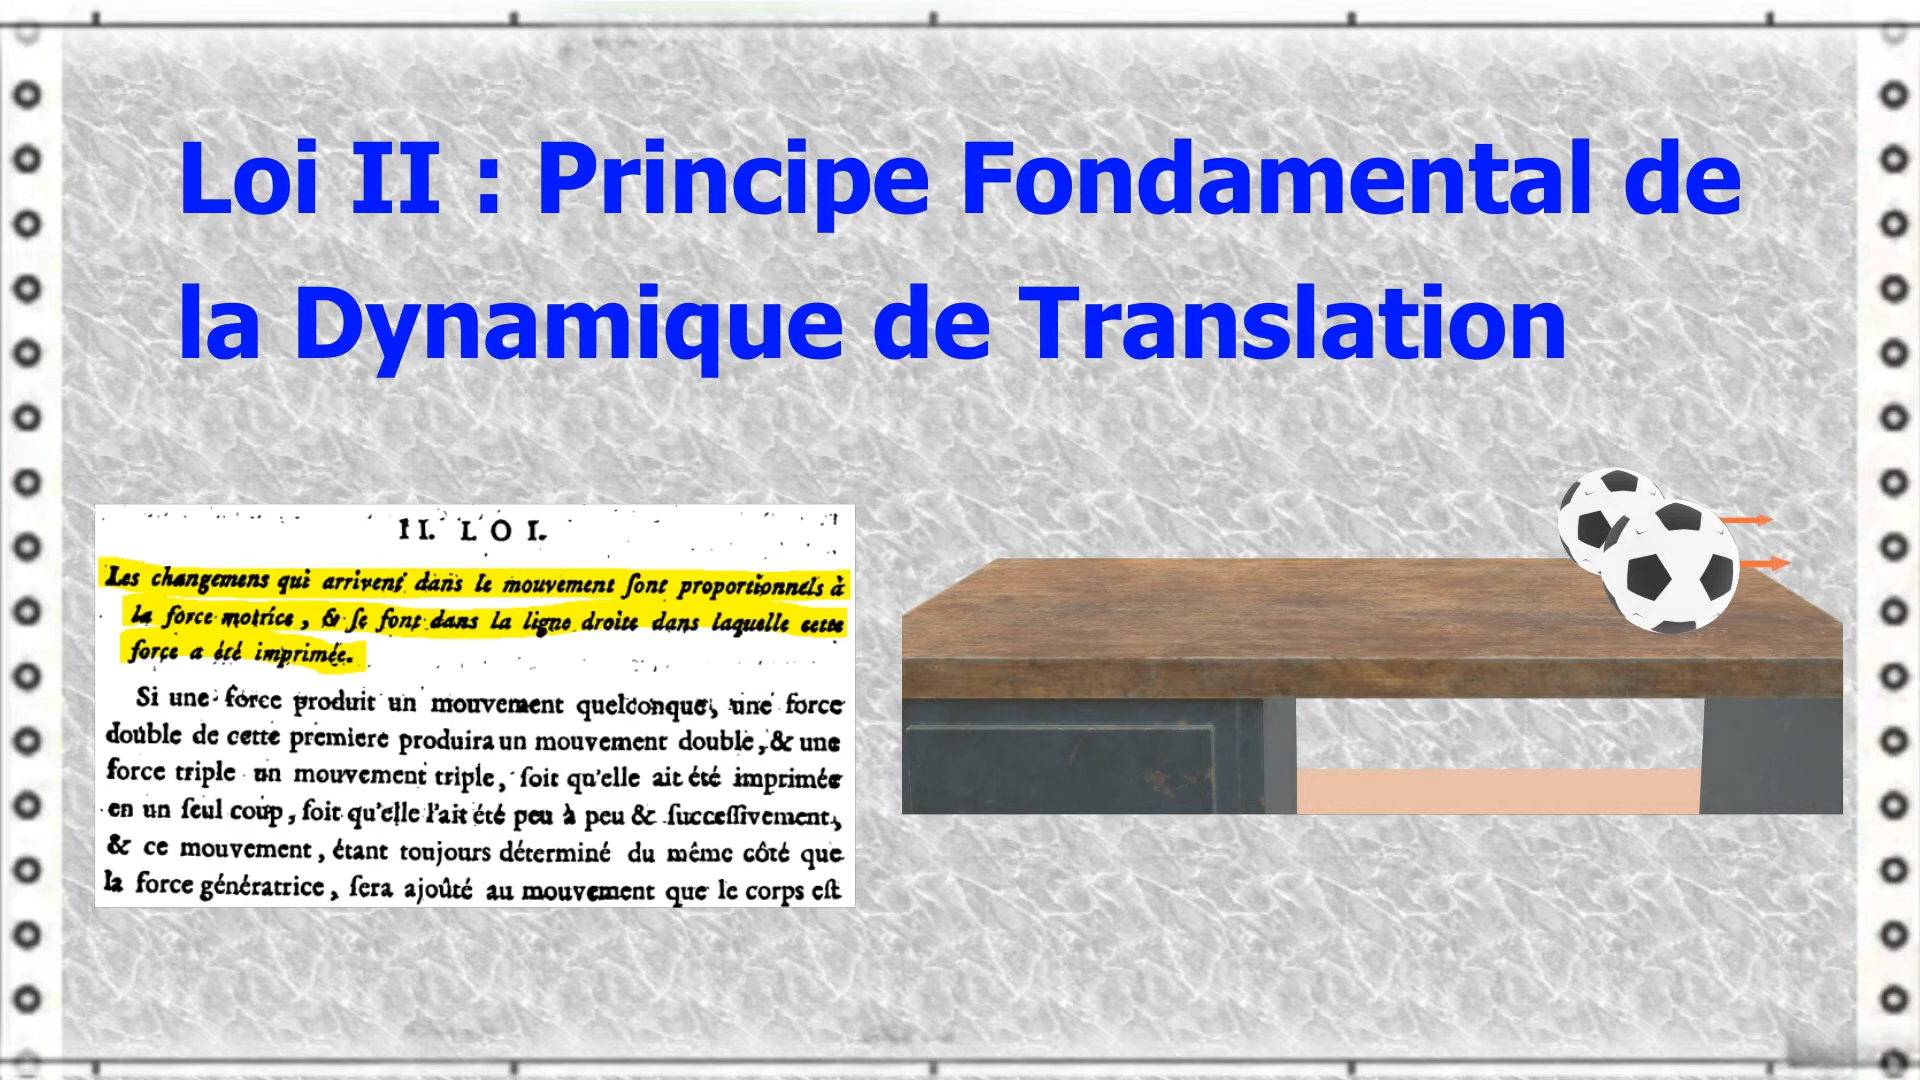 Loi II : Principe Fondamental de
la Dynamique de Translation
II. LOI.
Les changemens qui arrivent dans le mouvement ſont proportionnels à
la force motrice, & ſe font dans la ligne droite dans laquelle cette
force a été imprimée.
Si une force produit un mouvement quelconque, une force
double de cette premiere produira un mouvement double, & une
force triple un mouvement triple, ſoit qu'elle ait été imprimée
en un ſeul coup, ſoit qu'elle l'ait été peu à peu & ſucceſſivement,
& ce mouvement, étant toujours déterminé du même côté que
la force génératrice, ſera ajoûté au mouvement que le corps eſt